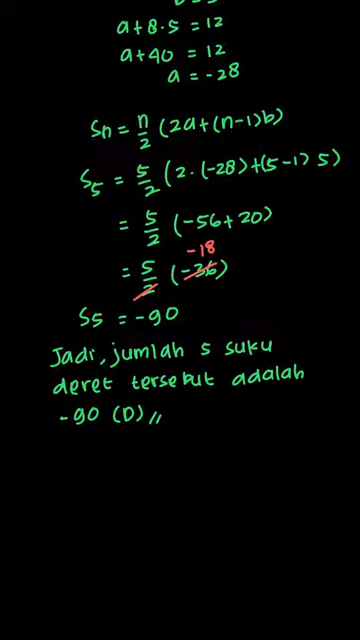 b = 5
a + 8.5 = 12
a + 40 = 12
a = -28
Sn = n/2 (2a + (n-1) b)
S5 = 5/2 (2. (-28) + (5-1) 5)
= 5/2 (-56 + 20)
-18
= 5/2 (-36)
S5 = -90
Jadi, jumlah 5 suku
deret tersebut adalah
-90 (D) //